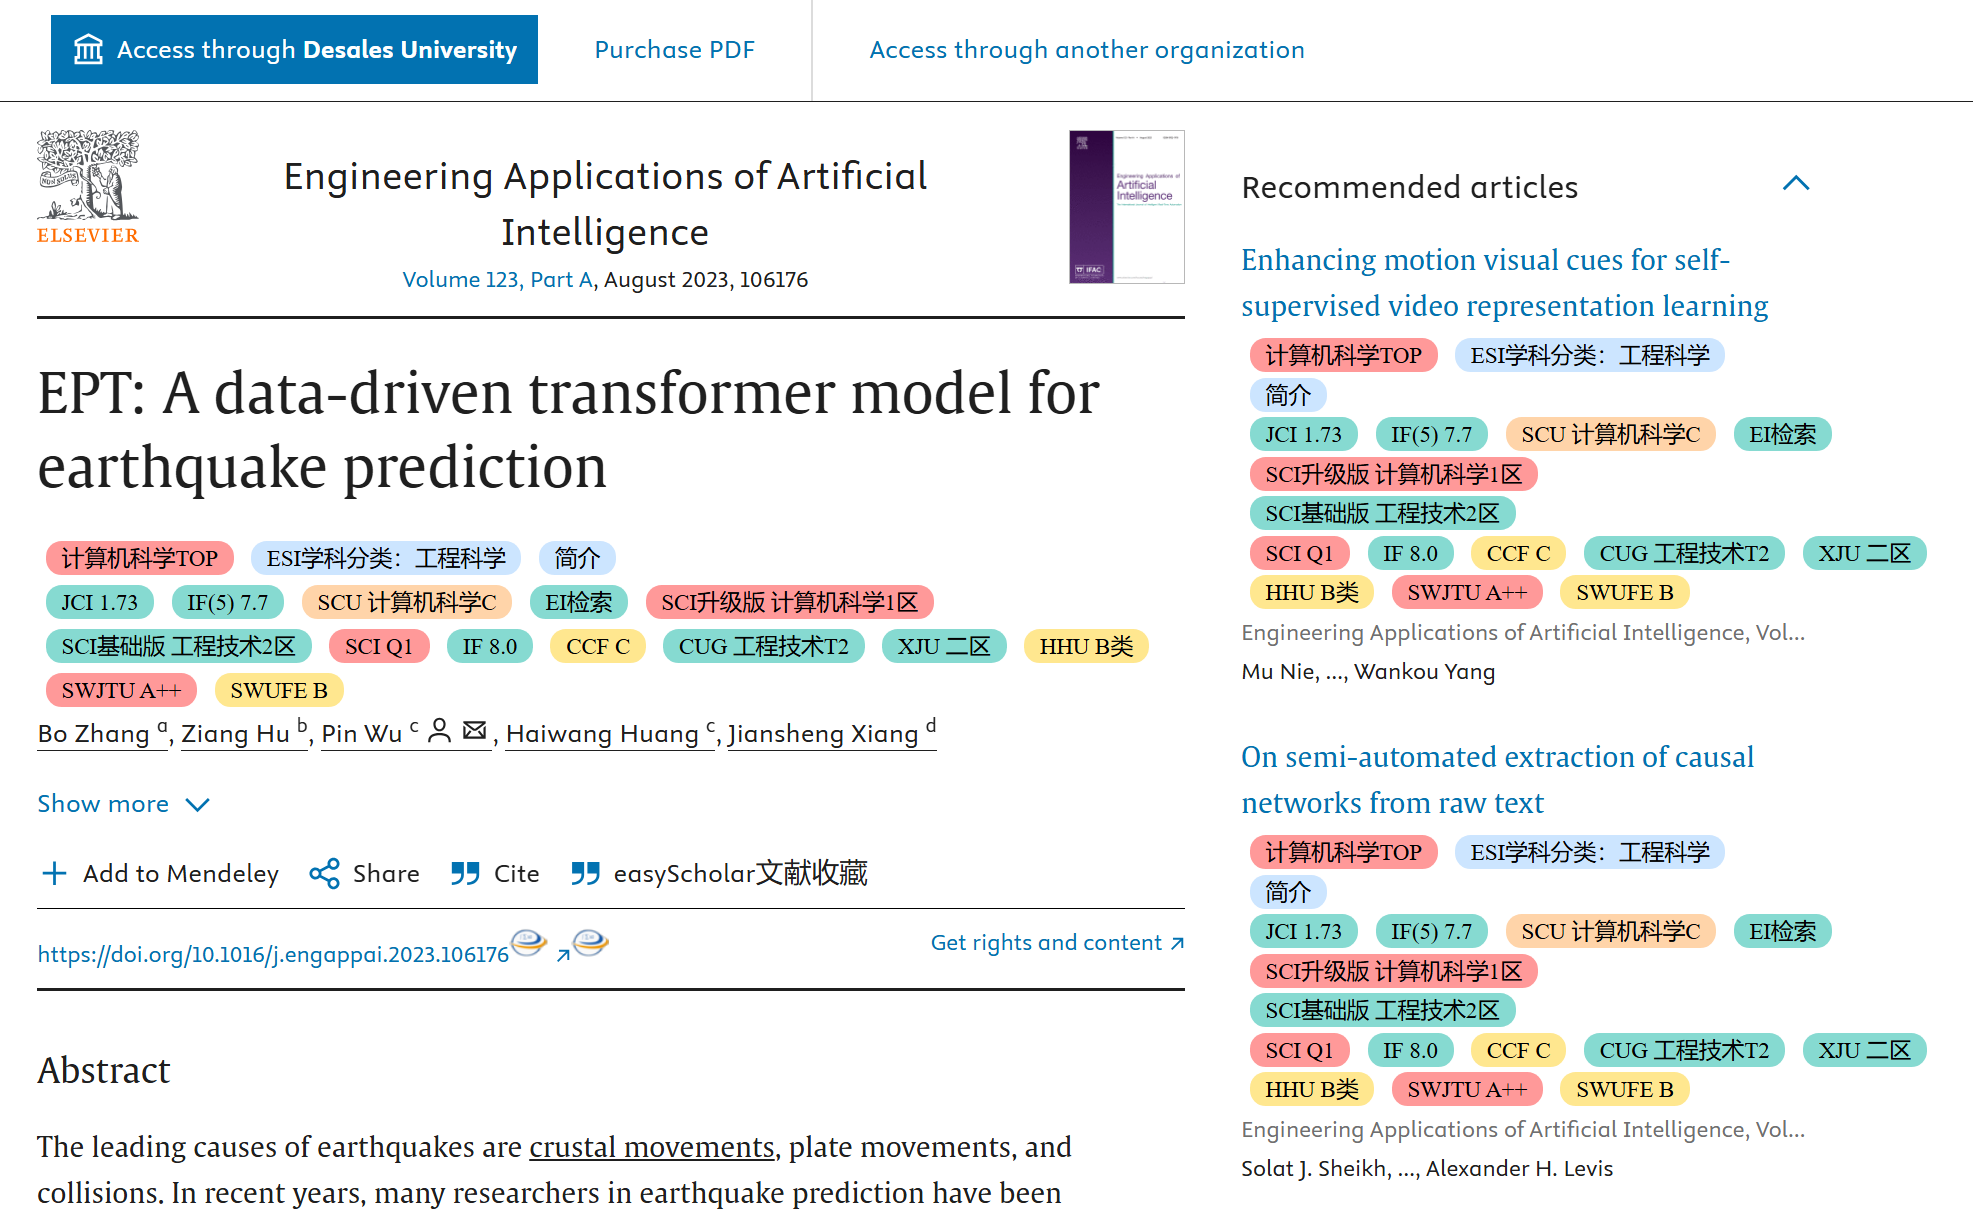 Access through Desales University
Purchase PDF
Access through another organization
ELSEVIER
Engineering Applications of Artificial
Intelligence
Volume 123, Part A, August 2023, 106176
Engineering Applications of
Artificial
Intelligence
IFAC
EPT: A data-driven transformer model for
earthquake prediction
计算机科学TOP ESI学科分类：工程科学 简介
JCI 1.73 IF(5) 7.7 SCU 计算机科学C EI检索 SCI升级版 计算机科学1区
SCI基础版 工程技术2区 SCI Q1 IF 8.0 CCF C CUG 工程技术T2 XJU 二区 HHU B类
SWJTU A++ SWUFE B
Bo Zhang a, Ziang Hu b, Pin Wu c, Haiwang Huang c, Jiansheng Xiang d
Show more
Add to Mendeley Share Cite easyScholar文献收藏
https://doi.org/10.1016/j.engappai.2023.106176 ↗
Get rights and content ↗
Abstract
The leading causes of earthquakes are crustal movements, plate movements, and
collisions. In recent years, many researchers in earthquake prediction have been
Recommended articles
Enhancing motion visual cues for self-
supervised video representation learning
计算机科学TOP ESI学科分类：工程科学
简介
JCI 1.73 IF(5) 7.7 SCU 计算机科学C EI检索
SCI升级版 计算机科学1区
SCI基础版 工程技术2区
SCI Q1 IF 8.0 CCF C CUG 工程技术T2 XJU 二区
HHU B类 SWJTU A++ SWUFE B
Engineering Applications of Artificial Intelligence, Vol...
Mu Nie, ..., Wankou Yang
On semi-automated extraction of causal
networks from raw text
计算机科学TOP ESI学科分类：工程科学
简介
JCI 1.73 IF(5) 7.7 SCU 计算机科学C EI检索
SCI升级版 计算机科学1区
SCI基础版 工程技术2区
SCI Q1 IF 8.0 CCF C CUG 工程技术T2 XJU 二区
HHU B类 SWJTU A++ SWUFE B
Engineering Applications of Artificial Intelligence, Vol...
Solat J. Sheikh, ..., Alexander H. Levis